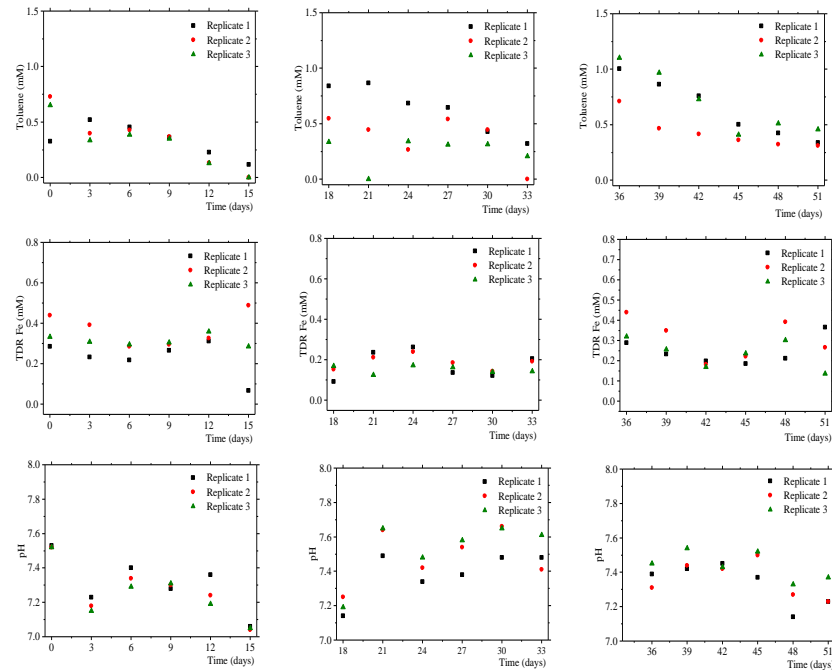 1.5
1.0
0.5
0.0
Toluene (mM)
Replicate 1
Replicate 2
Replicate 3
0 3 6 9 12 15
Time (days)
1.5
1.0
0.5
0.0
Toluene (mM)
Replicate 1
Replicate 2
Replicate 3
18 21 24 27 30 33
Time (days)
1.5
1.0
0.5
0.0
Toluene (mM)
Replicate 1
Replicate 2
Replicate 3
36 39 42 45 48 51
Time (days)
0.8
0.6
0.4
0.2
0.0
TDR Fe (mM)
Replicate 1
Replicate 2
Replicate 3
0 3 6 9 12 15
Time (days)
0.8
0.6
0.4
0.2
0.0
TDR Fe (mM)
Replicate 1
Replicate 2
Replicate 3
18 21 24 27 30 33
Time (days)
0.8
0.7
0.6
0.5
0.4
0.3
0.2
0.1
0.0
TDR Fe (mM)
Replicate 1
Replicate 2
Replicate 3
36 39 42 45 48 51
Time (days)
8.0
7.8
7.6
7.4
7.2
7.0
pH
Replicate 1
Replicate 2
Replicate 3
0 3 6 9 12 15
Time (days)
8.0
7.8
7.6
7.4
7.2
7.0
pH
Replicate 1
Replicate 2
Replicate 3
18 21 24 27 30 33
Time (days)
8.0
7.8
7.6
7.4
7.2
7.0
pH
Replicate 1
Replicate 2
Replicate 3
36 39 42 45 48 51
Time (days)